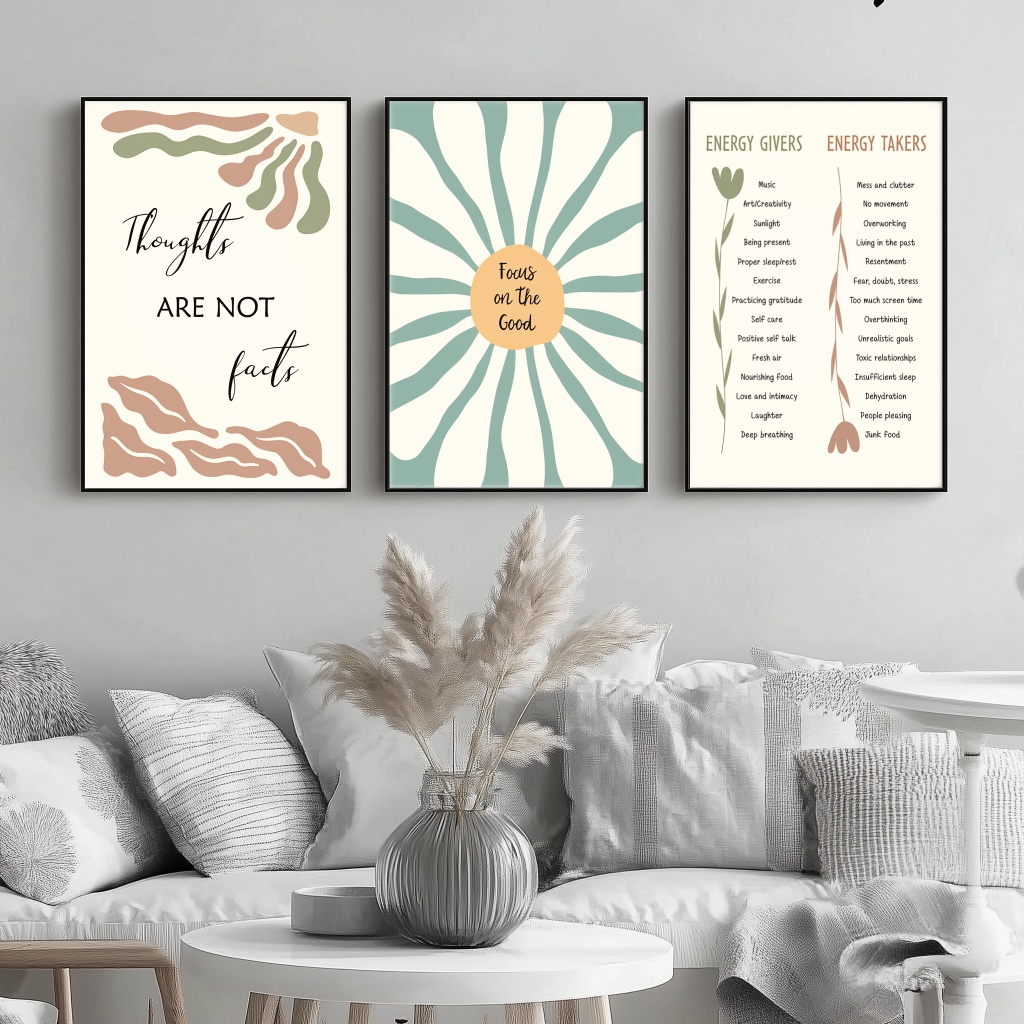 Thoughts
ARE NOT
facts
Focus
on the
Good
ENERGY GIVERS
Music
Art/Creativity
Sunlight
Being present
Proper sleep/rest
Exercise
Practicing gratitude
Self care
Positive self talk
Fresh air
Nourishing food
Love and intimacy
Laughter
Deep breathing
ENERGY TAKERS
Mess and clutter
No movement
Overworking
Living in the past
Resentment
Fear, doubt, stress
Too much screen time
Overthinking
Unrealistic goals
Toxic relationships
Insufficient sleep
Dehydration
People pleasing
Junk food